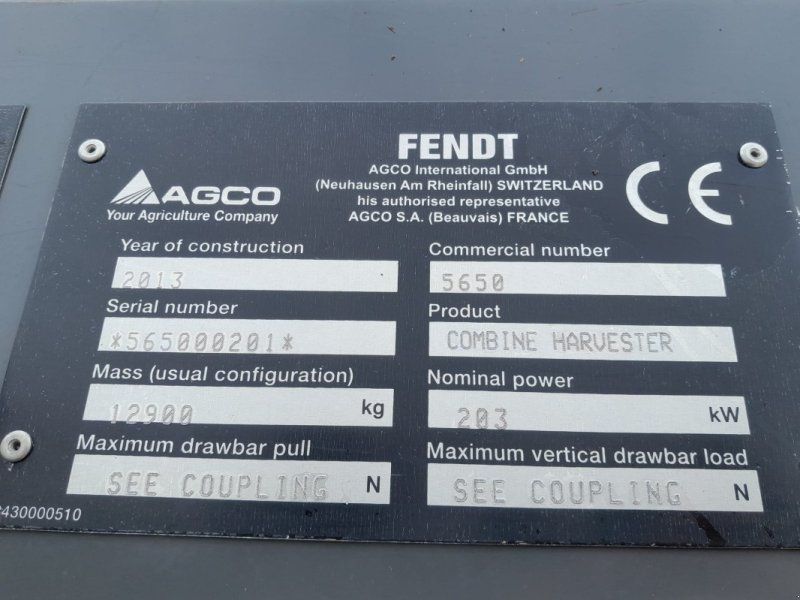 FENDT
AGCO International GmbH
(Neuhausen Am Rheinfall) SWITZERLAND
his authorised representative
AGCO S.A. (Beauvais) FRANCE
AGCO
Your Agriculture Company
CE
Year of construction
2013
Commercial number
5650
Serial number
*565000201*
Product
COMBINE HARVESTER
Mass (usual configuration)
12900 kg
Nominal power
203 kW
Maximum drawbar pull
SEE COUPLING N
Maximum vertical drawbar load
SEE COUPLING N
430000510